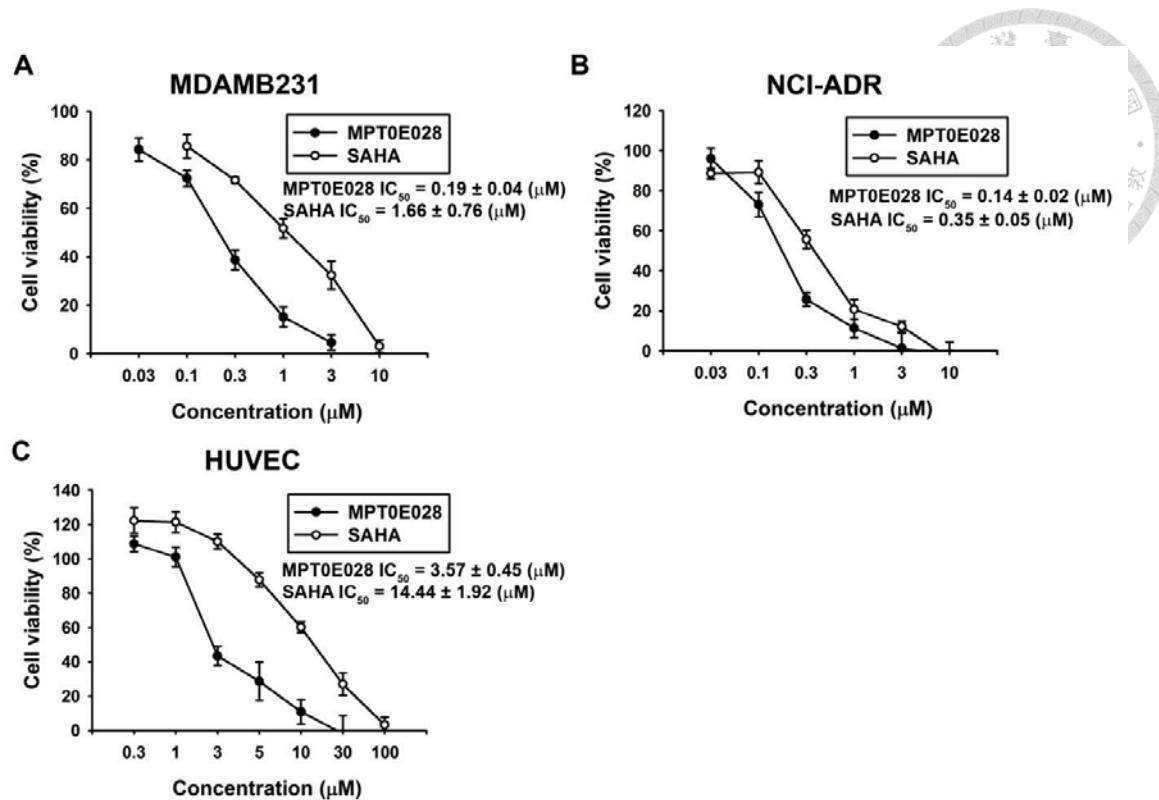 A
MDAMB231
Cell viability (%)
100
80
60
40
20
0
MPT0E028
SAHA
MPT0E028 IC50 = 0.19 ± 0.04 (μM)
SAHA IC50 = 1.66 ± 0.76 (μM)
0.03 0.1 0.3 1 3 10
Concentration (μM)
B
NCI-ADR
Cell viability (%)
120
100
80
60
40
20
0
MPT0E028
SAHA
MPT0E028 IC50 = 0.14 ± 0.02 (μM)
SAHA IC50 = 0.35 ± 0.05 (μM)
0.03 0.1 0.3 1 3 10
Concentration (μM)
C
HUVEC
Cell viability (%)
140
120
100
80
60
40
20
0
MPT0E028
SAHA
MPT0E028 IC50 = 3.57 ± 0.45 (μM)
SAHA IC50 = 14.44 ± 1.92 (μM)
0.3 1 3 5 10 30 100
Concentration (μM)